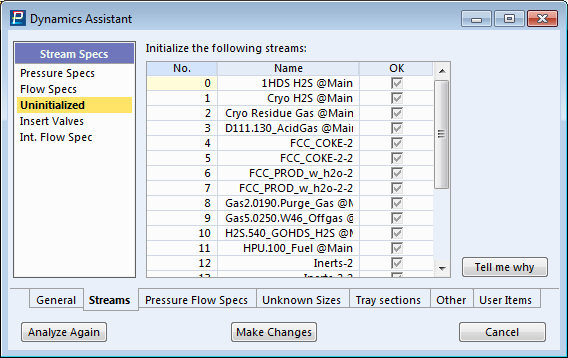 Dynamics Assistant
Stream Specs
Pressure Specs
Flow Specs
Uninitialized
Insert Valves
Int. Flow Spec
Initialize the following streams:
No. Name OK
0 1HDS H2S @Main
1 Cryo H2S @Main
2 Cryo Residue Gas @Main
3 D111.130_AcidGas @Main
4 FCC_COKE-2
5 FCC_COKE-2-2
6 FCC_PROD_w_h2o-2
7 FCC_PROD_w_h2o-2-2
8 Gas2.0190.Purge_Gas @M
9 Gas5.0250.W46_Offgas @
10 H2S.540_GOHDS_H2S @M
11 HPU.100_Fuel @Main
12 Inerts-2
13 Inerts-2-2
Tell me why
General Streams Pressure Flow Specs Unknown Sizes Tray sections Other User Items
Analyze Again Make Changes Cancel